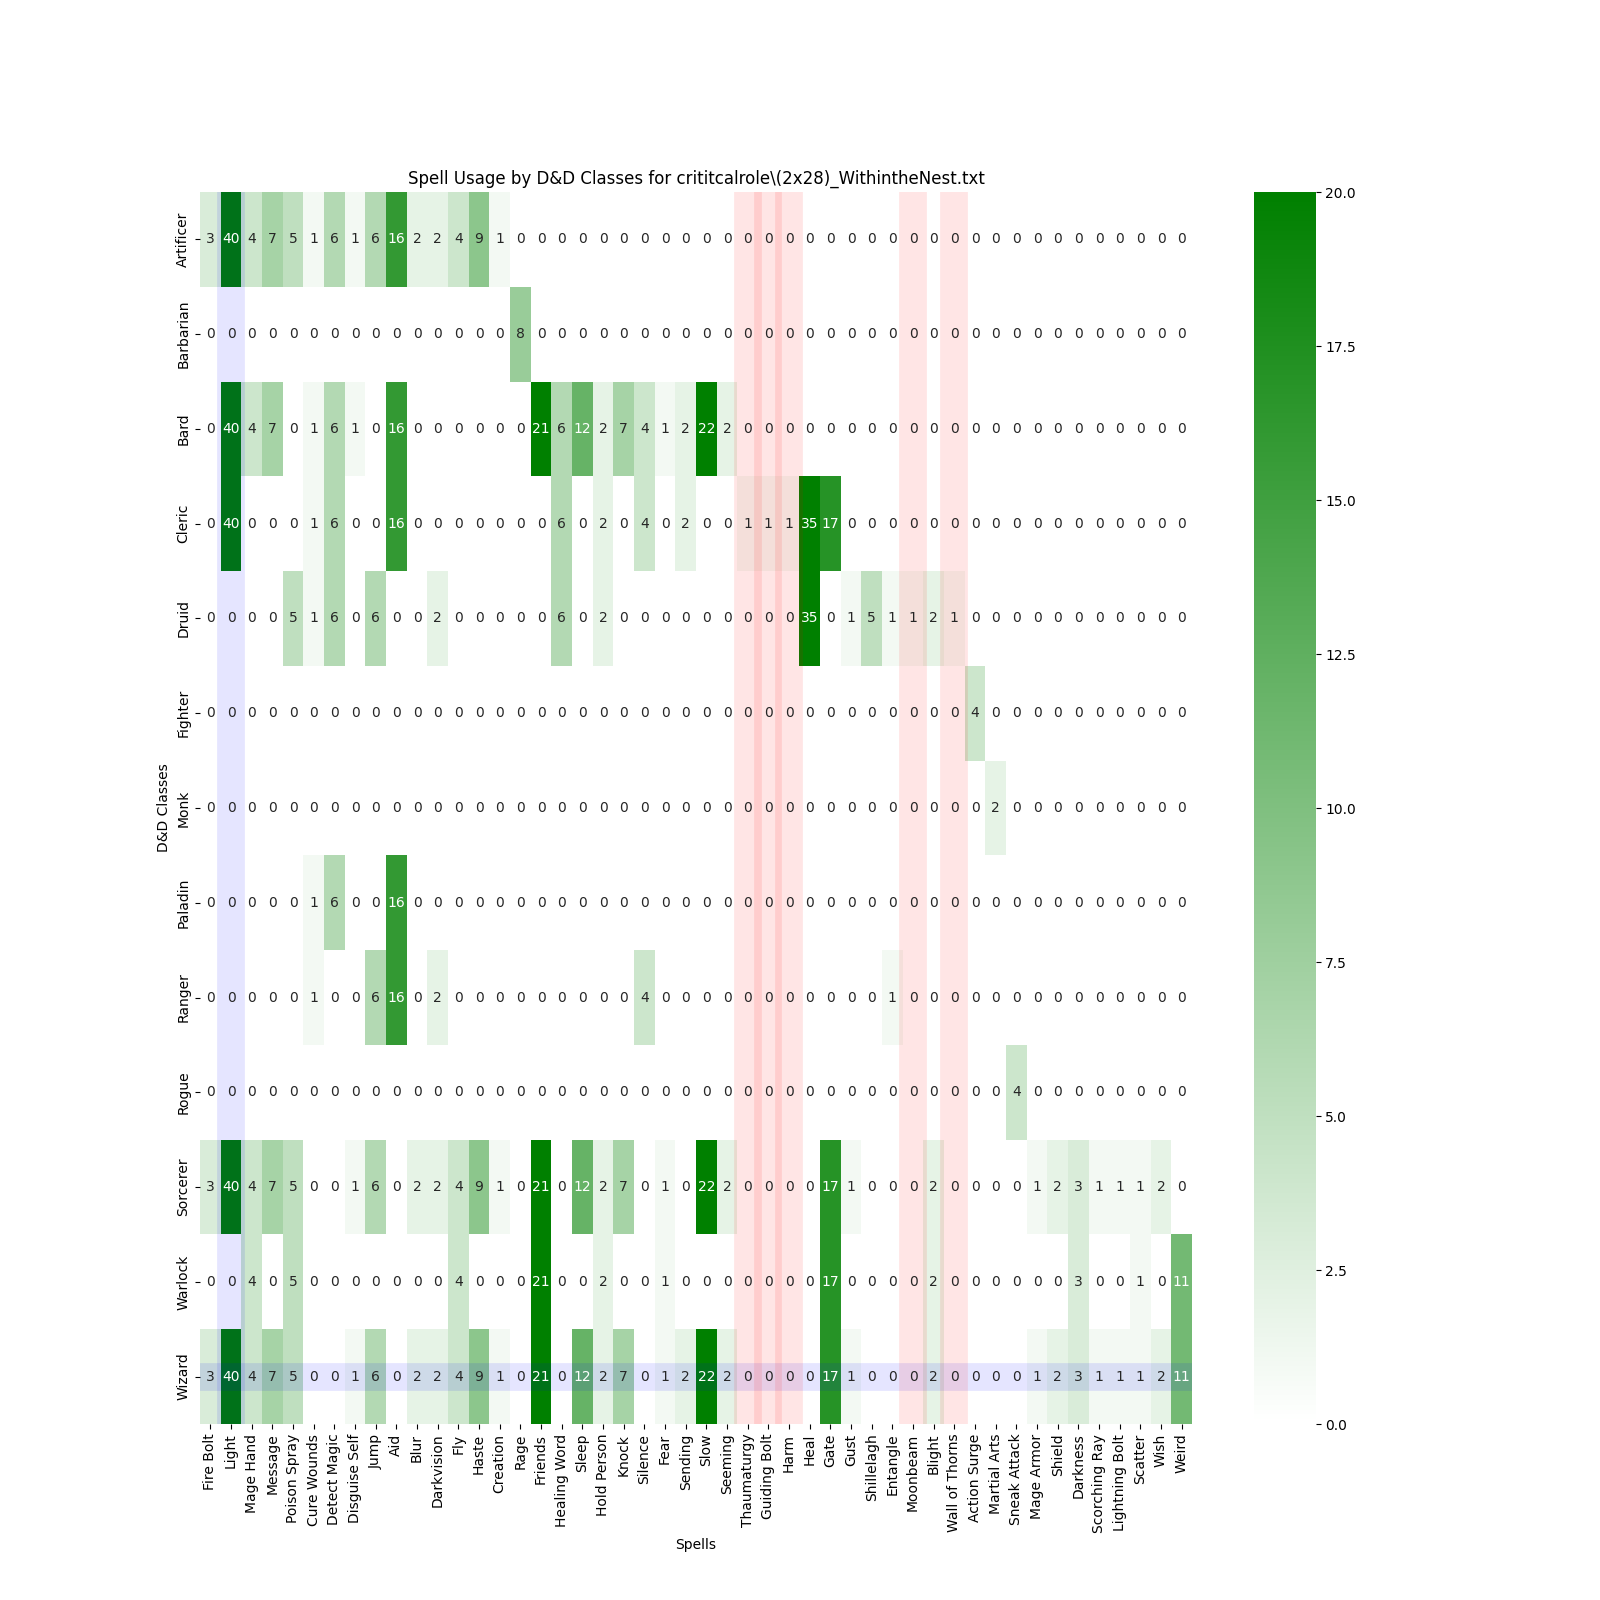 Spell Usage by D&D Classes for crititcalrole\(2x28)_WithintheNest.txt
D&D Classes
Artificer 3 40 4 7 5 1 6 1 6 16 2 2 4 9 1 0 0 0 0 0 0 0 0 0 0 0 0 0 0 0 0 0 0 0 0 0 0 0 0 0 0 0 0 0 0 0 0 0
Barbarian 0 0 0 0 0 0 0 0 0 0 0 0 0 0 0 8 0 0 0 0 0 0 0 0 0 0 0 0 0 0 0 0 0 0 0 0 0 0 0 0 0 0 0 0 0 0 0 0
Bard 0 40 4 7 0 1 6 1 0 16 0 0 0 0 0 0 21 6 12 2 7 4 1 2 22 2 0 0 0 0 0 0 0 0 0 0 0 0 0 0 0 0 0 0 0 0 0 0
Cleric 0 40 0 0 0 1 6 0 0 16 0 0 0 0 0 0 0 6 0 2 0 4 0 2 0 0 1 1 1 35 17 0 0 0 0 0 0 0 0 0 0 0 0 0 0 0 0 0
Druid 0 0 0 0 5 1 6 0 6 0 0 2 0 0 0 0 0 6 0 2 0 0 0 0 0 0 0 0 0 35 0 1 5 1 1 2 1 0 0 0 0 0 0 0 0 0 0 0
Fighter 0 0 0 0 0 0 0 0 0 0 0 0 0 0 0 0 0 0 0 0 0 0 0 0 0 0 0 0 0 0 0 0 0 0 0 0 0 4 0 0 0 0 0 0 0 0 0 0
Monk 0 0 0 0 0 0 0 0 0 0 0 0 0 0 0 0 0 0 0 0 0 0 0 0 0 0 0 0 0 0 0 0 0 0 0 0 0 0 2 0 0 0 0 0 0 0 0 0
Paladin 0 0 0 0 0 1 6 0 0 16 0 0 0 0 0 0 0 0 0 0 0 0 0 0 0 0 0 0 0 0 0 0 0 0 0 0 0 0 0 0 0 0 0 0 0 0 0 0
Ranger 0 0 0 0 0 1 0 0 6 16 0 2 0 0 0 0 0 0 0 0 0 4 0 0 0 0 0 0 0 0 0 0 0 1 0 0 0 0 0 0 0 0 0 0 0 0 0 0
Rogue 0 0 0 0 0 0 0 0 0 0 0 0 0 0 0 0 0 0 0 0 0 0 0 0 0 0 0 0 0 0 0 0 0 0 0 0 0 0 0 4 0 0 0 0 0 0 0 0
Sorcerer 3 40 4 7 5 0 0 1 6 0 2 2 4 9 1 0 21 0 12 2 7 0 1 0 22 2 0 0 0 0 17 1 0 0 0 2 0 0 0 0 1 2 3 1 1 1 2 0
Warlock 0 0 4 0 5 0 0 0 0 0 0 0 4 0 0 0 21 0 0 2 0 0 1 0 0 0 0 0 0 0 17 0 0 0 0 2 0 0 0 0 0 0 3 0 0 1 0 11
Wizard 3 40 4 7 5 0 0 1 6 0 2 2 4 9 1 0 21 0 12 2 7 0 1 2 22 2 0 0 0 0 17 1 0 0 0 2 0 0 0 0 1 2 3 1 1 1 2 11
Fire Bolt
Light
Mage Hand
Message
Poison Spray
Cure Wounds
Detect Magic
Disguise Self
Jump
Aid
Blur
Darkvision
Fly
Haste
Creation
Rage
Friends
Healing Word
Sleep
Hold Person
Knock
Silence
Fear
Sending
Slow
Seeming
Thaumaturgy
Guiding Bolt
Harm
Heal
Gate
Gust
Shillelagh
Entangle
Moonbeam
Blight
Wall of Thorns
Action Surge
Martial Arts
Sneak Attack
Mage Armor
Shield
Darkness
Scorching Ray
Lightning Bolt
Scatter
Wish
Weird
Spells
20.0
17.5
15.0
12.5
10.0
7.5
5.0
2.5
0.0